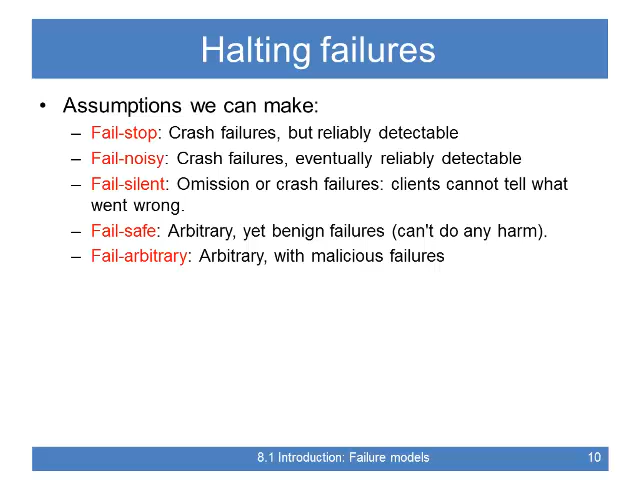 Halting failures
• Assumptions we can make:
– Fail-stop: Crash failures, but reliably detectable
– Fail-noisy: Crash failures, eventually reliably detectable
– Fail-silent: Omission or crash failures: clients cannot tell what
went wrong.
– Fail-safe: Arbitrary, yet benign failures (can't do any harm).
– Fail-arbitrary: Arbitrary, with malicious failures
8.1 Introduction: Failure models
10